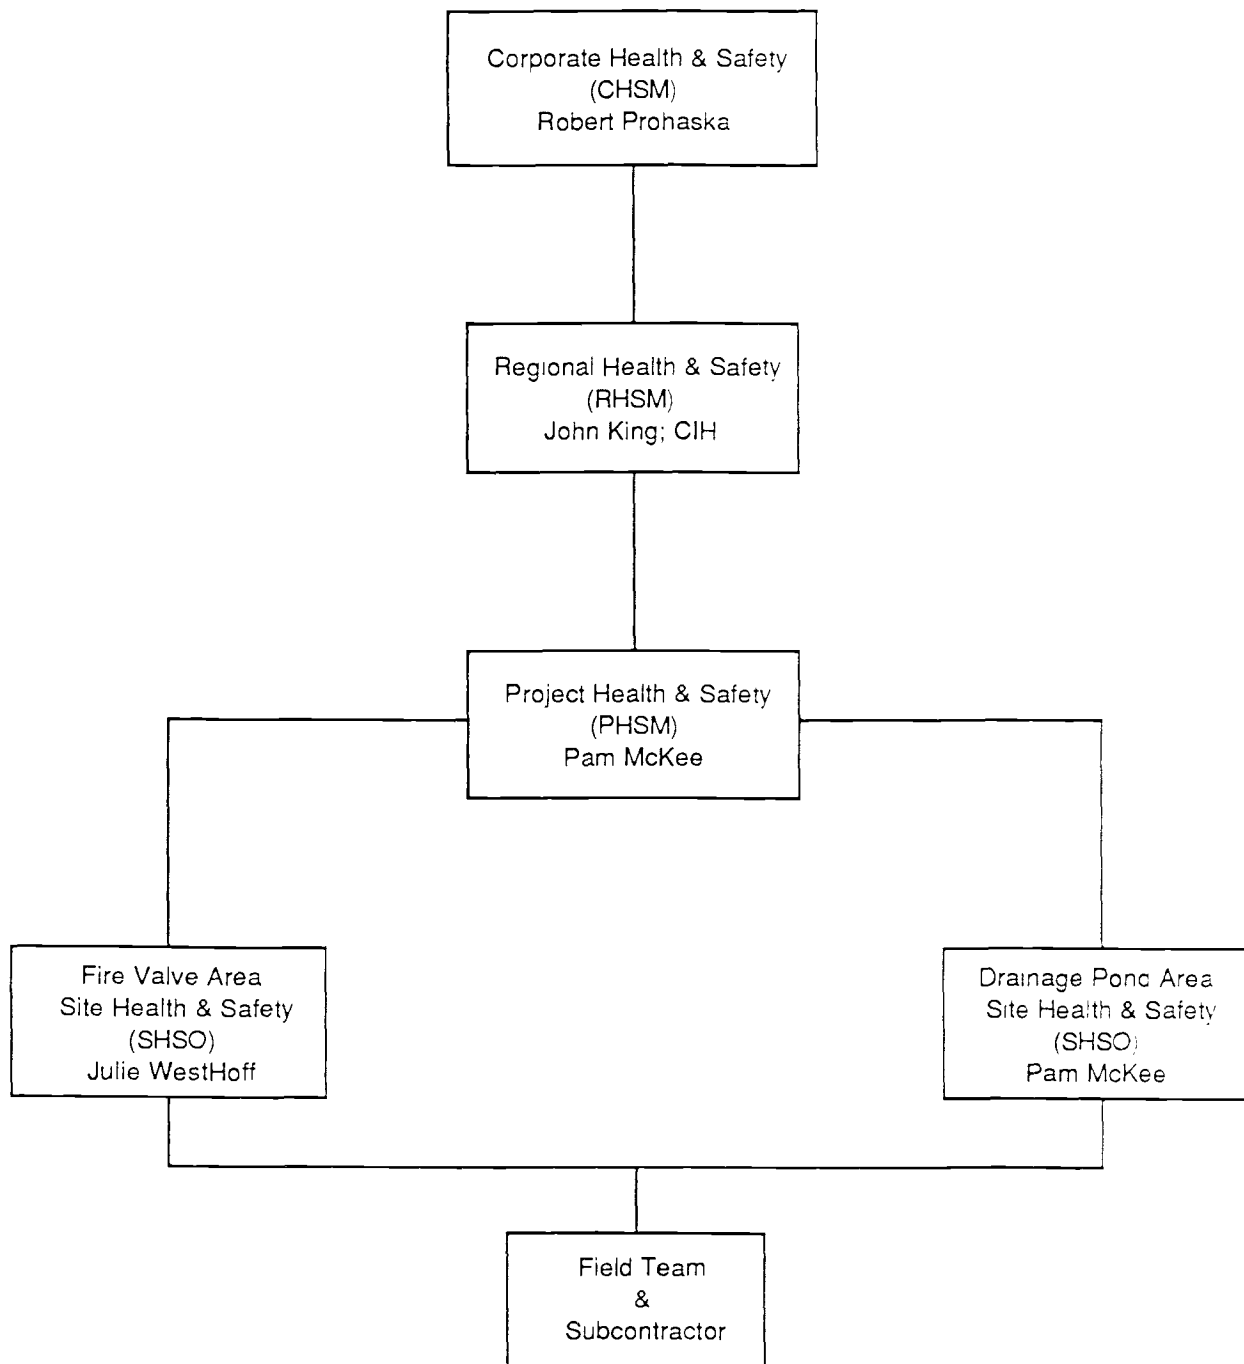 Corporate Health & Safety
(CHSM)
Robert Prohaska
Regional Health & Safety
(RHSM)
John King; CIH
Project Health & Safety
(PHSM)
Pam McKee
Fire Valve Area
Site Health & Safety
(SHSO)
Julie WestHoff
Drainage Pond Area
Site Health & Safety
(SHSO)
Pam McKee
Field Team
&
Subcontractor